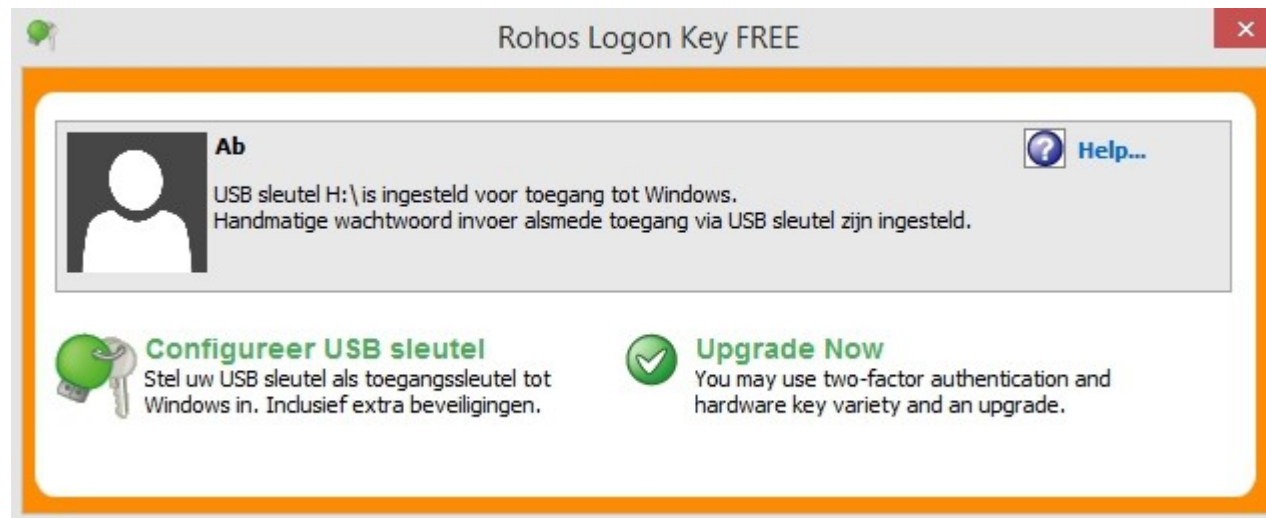 Rohos Logon Key FREE
Ab
Help...
USB sleutel H:\ is ingesteld voor toegang tot Windows.
Handmatige wachtwoord invoer alsmede toegang via USB sleutel zijn ingesteld.
Configureer USB sleutel
Stel uw USB sleutel als toegangssleutel tot
Windows in. Inclusief extra beveiligingen.
Upgrade Now
You may use two-factor authentication and
hardware key variety and an upgrade.